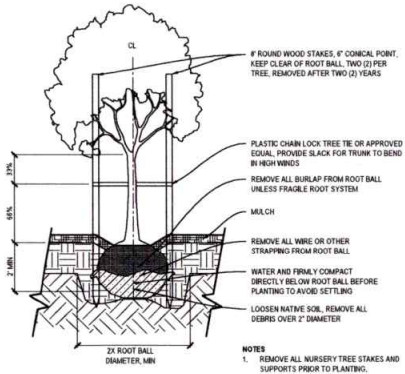 CL
8' ROUND WOOD STAKES, 6" CONICAL POINT,
KEEP CLEAR OF ROOT BALL, TWO (2) PER
TREE, REMOVED AFTER TWO (2) YEARS
PLASTIC CHAIN LOCK TREE TIE OR APPROVED
EQUAL, PROVIDE SLACK FOR TRUNK TO BEND
IN HIGH WINDS
33%
REMOVE ALL BURLAP FROM ROOT BALL
UNLESS FRAGILE ROOT SYSTEM
66%
MULCH
REMOVE ALL WIRE OR OTHER
STRAPPING FROM ROOT BALL
2' MIN
WATER AND FIRMLY COMPACT
DIRECTLY BELOW ROOT BALL BEFORE
PLANTING TO AVOID SETTLING
LOOSEN NATIVE SOIL, REMOVE ALL
DEBRIS OVER 2" DIAMETER
2X ROOT BALL
DIAMETER, MIN
NOTES
1. REMOVE ALL NURSERY TREE STAKES AND
SUPPORTS PRIOR TO PLANTING.